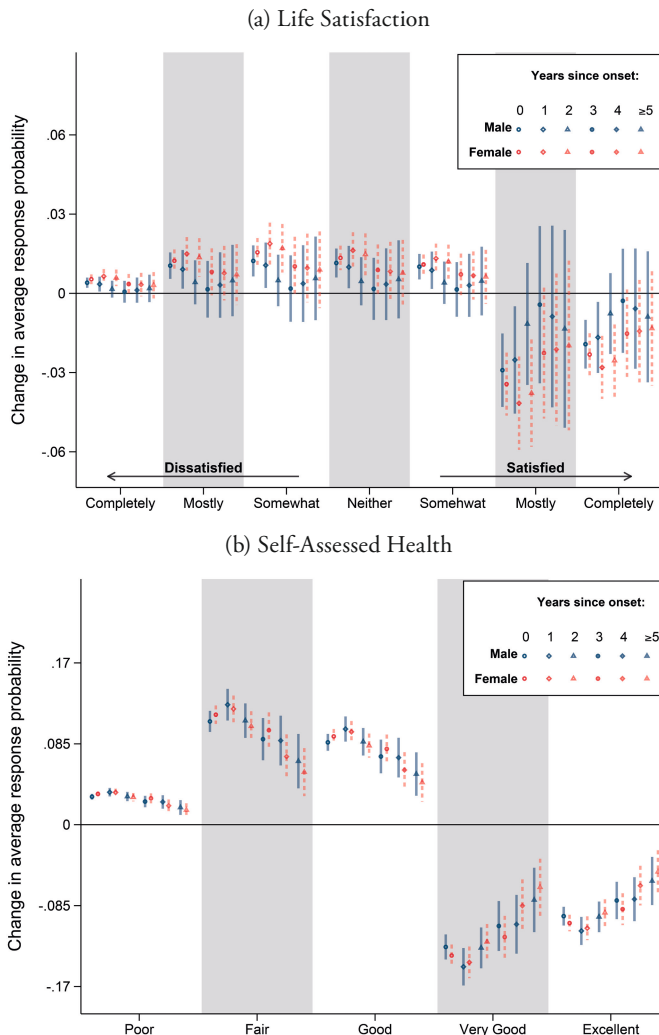 (a) Life Satisfaction
Years since onset:
0 1 2 3 4 ≥5
Male
Female
Change in average response probability
.06
.03
0
-.03
-.06
Dissatisfied
Satisfied
Completely Mostly Somewhat Neither Somehwat Mostly Completely
(b) Self-Assessed Health
Years since onset:
0 1 2 3 4 ≥5
Male
Female
Change in average response probability
.17
.085
0
-.085
-.17
Poor Fair Good Very Good Excellent